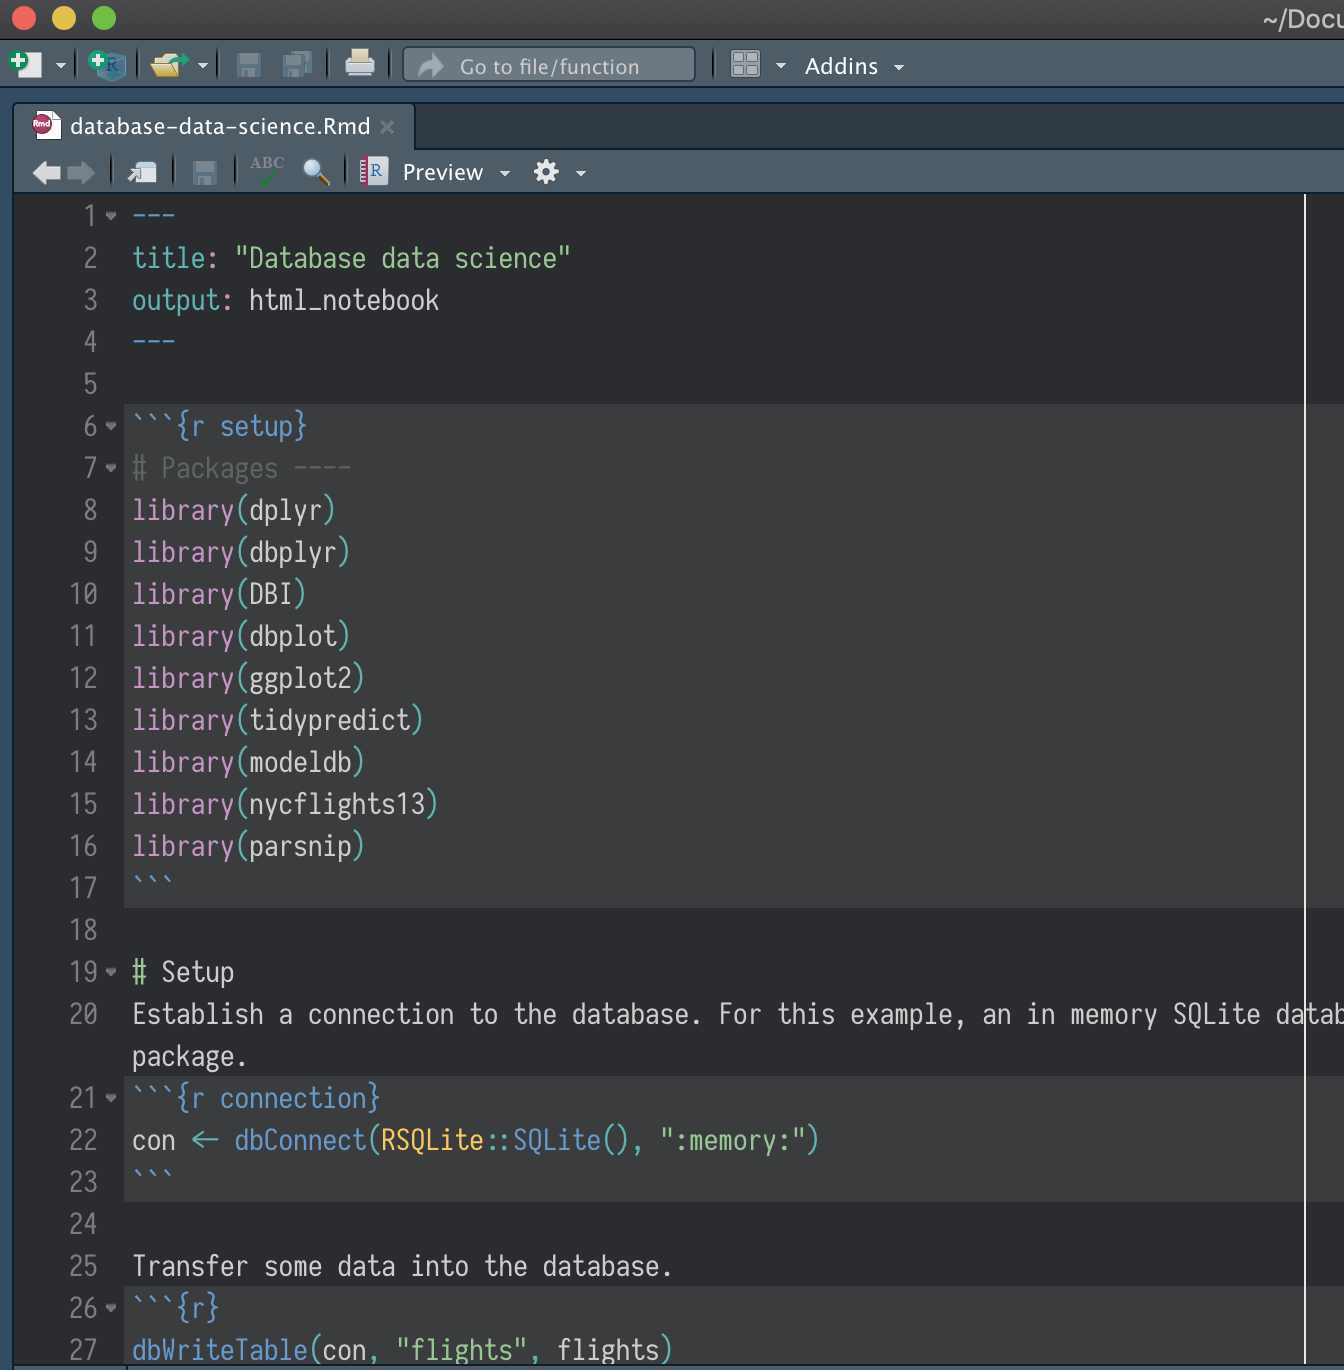 ~/Docu
Go to file/function
Addins
database-data-science.Rmd
ABC
Preview
1 ---
2 title: "Database data science"
3 output: html_notebook
4 ---
5
6 ```{r setup}
7 # Packages ----
8 library(dplyr)
9 library(dbplyr)
10 library(DBI)
11 library(dbplot)
12 library(ggplot2)
13 library(tidypredict)
14 library(modeldb)
15 library(nycflights13)
16 library(parsnip)
17 ```
18
19 # Setup
20 Establish a connection to the database. For this example, an in memory SQLite datab
package.
21 ```{r connection}
22 con <- dbConnect(RSQLite::SQLite(), ":memory:")
23 ```
24
25 Transfer some data into the database.
26 ```{r}
27 dbWriteTable(con, "flights", flights)